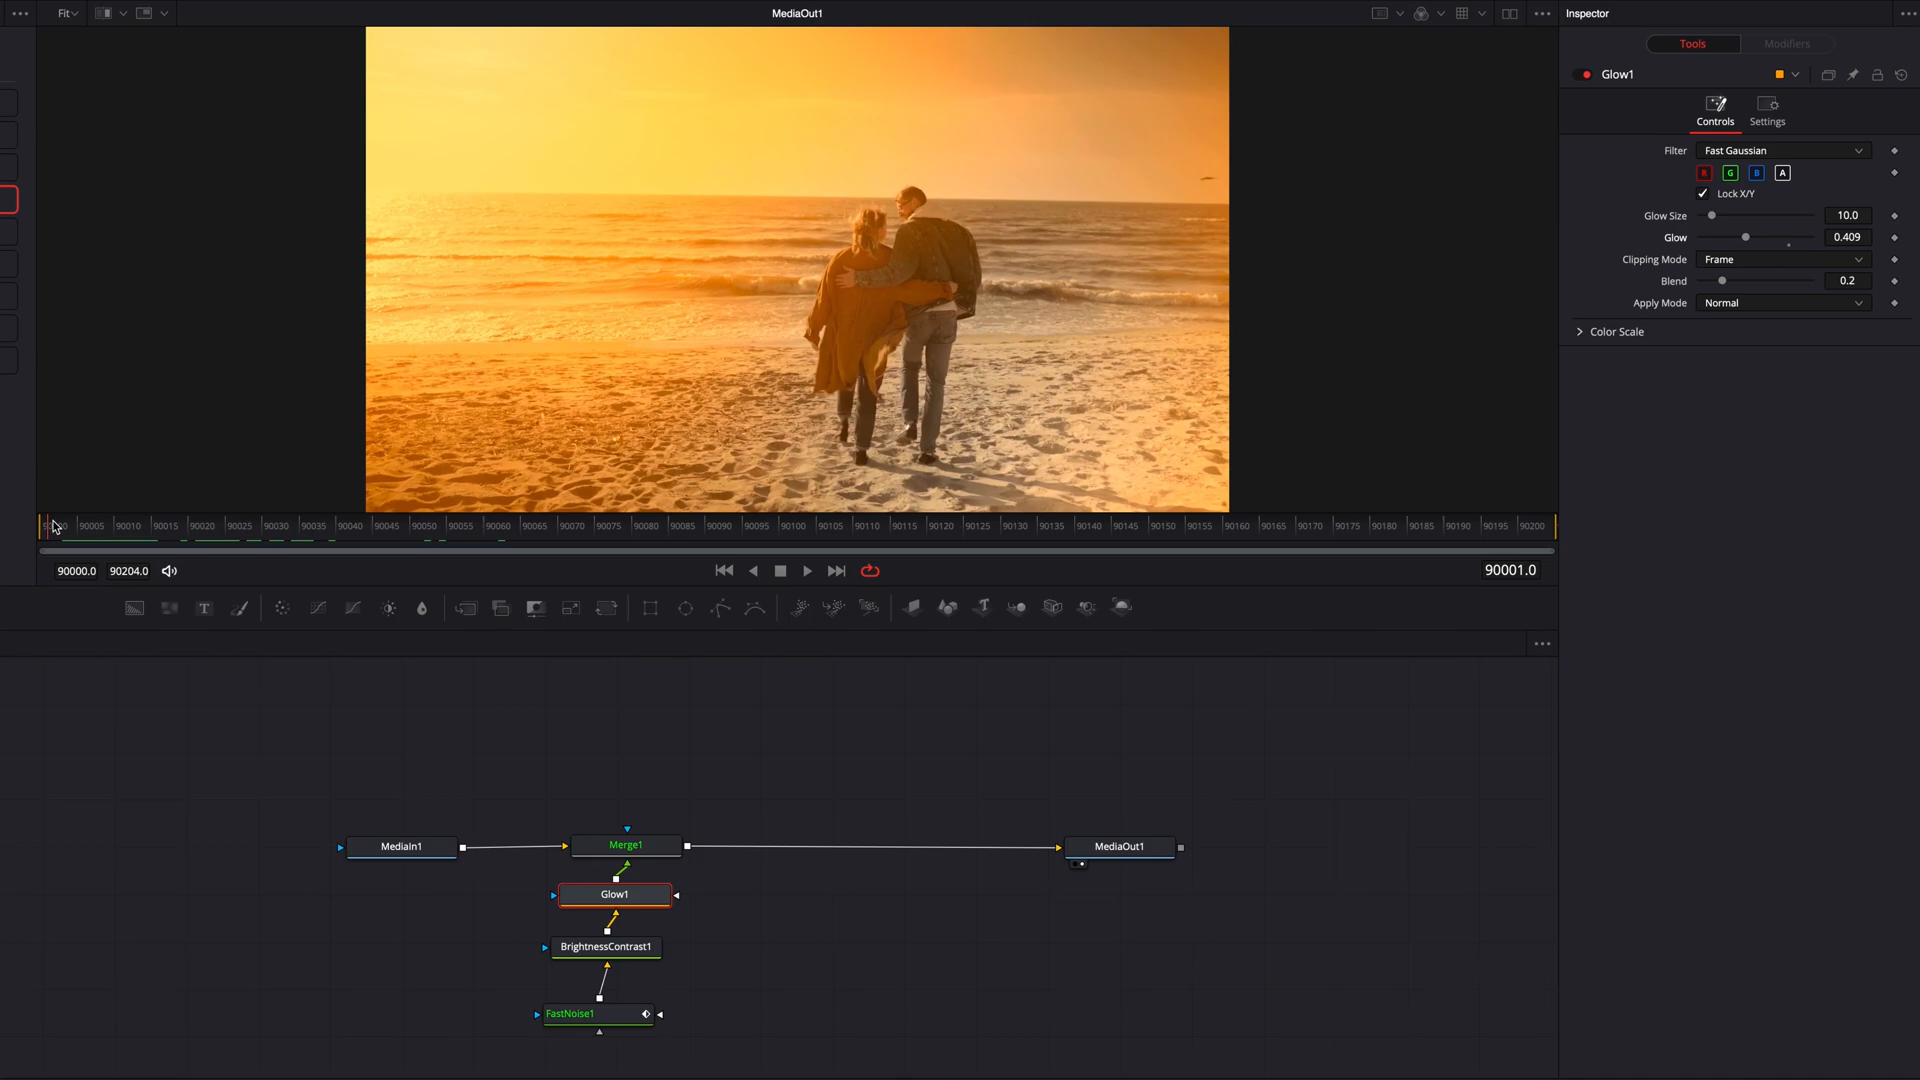 Fit
MediaOut1
Inspector
Tools
Modifiers
Glow1
Controls
Settings
Filter
Fast Gaussian
R
G
B
A
Lock X/Y
Glow Size
10.0
Glow
0.409
Clipping Mode
Frame
Blend
0.2
Apply Mode
Normal
Color Scale
90005
90010
90015
90020
90025
90030
90035
90040
90045
90050
90055
90060
90065
90070
90075
90080
90085
90090
90095
90100
90105
90110
90115
90120
90125
90130
90135
90140
90145
90150
90155
90160
90165
90170
90175
90180
90185
90190
90195
90200
90000.0
90204.0
90001.0
T
MediaIn1
Merge1
MediaOut1
Glow1
BrightnessContrast1
FastNoise1